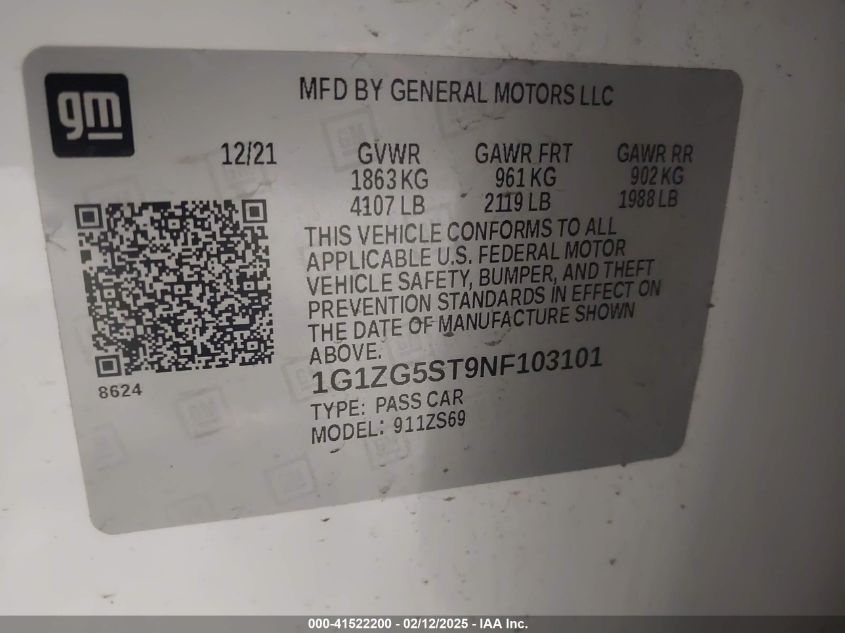 gm
MFD BY GENERAL MOTORS LLC
12/21 GVWR GAWR FRT GAWR RR
1863 KG 961 KG 902 KG
4107 LB 2119 LB 1988 LB
THIS VEHICLE CONFORMS TO ALL
APPLICABLE U.S. FEDERAL MOTOR
VEHICLE SAFETY, BUMPER, AND THEFT
PREVENTION STANDARDS IN EFFECT ON
THE DATE OF MANUFACTURE SHOWN
ABOVE.
8624
1G1ZG5ST9NF103101
TYPE: PASS CAR
MODEL: 911ZS69
000-41522200 - 02/12/2025 - IAA Inc.